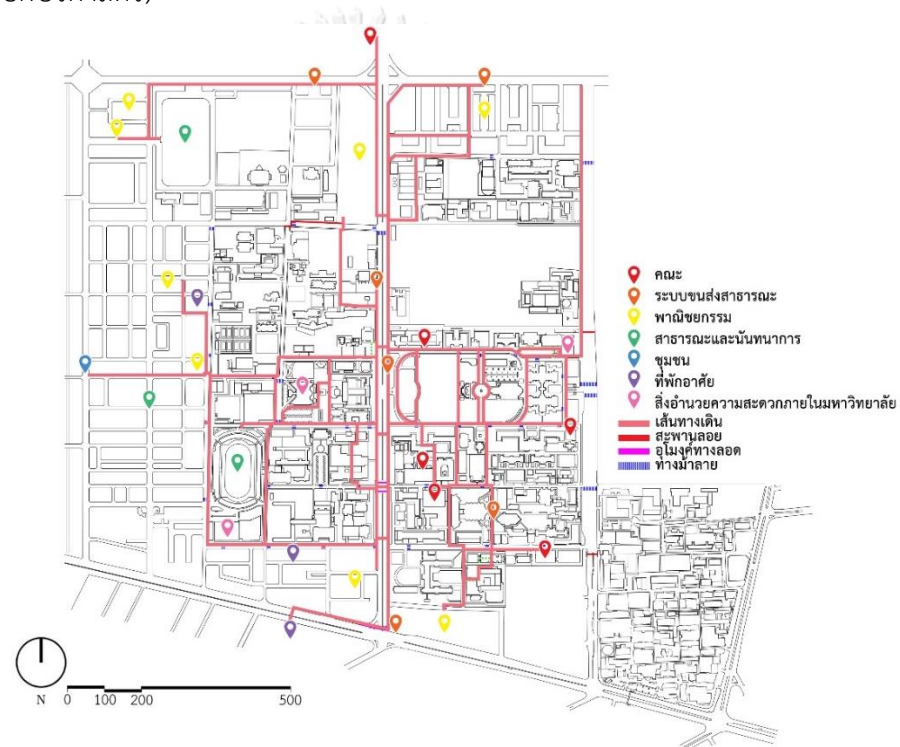 คณะ
ระบบขนส่งสาธารณะ
พาณิชยกรรม
สาธารณะและนันทนาการ
ชุมชน
ที่พักอาศัย
สิ่งอำนวยความสะดวกภายในมหาวิทยาลัย
เส้นทางเดิน
สะพานลอย
อุโมงค์ทางลอด
ทางม้าลาย
N 0 100 200 500